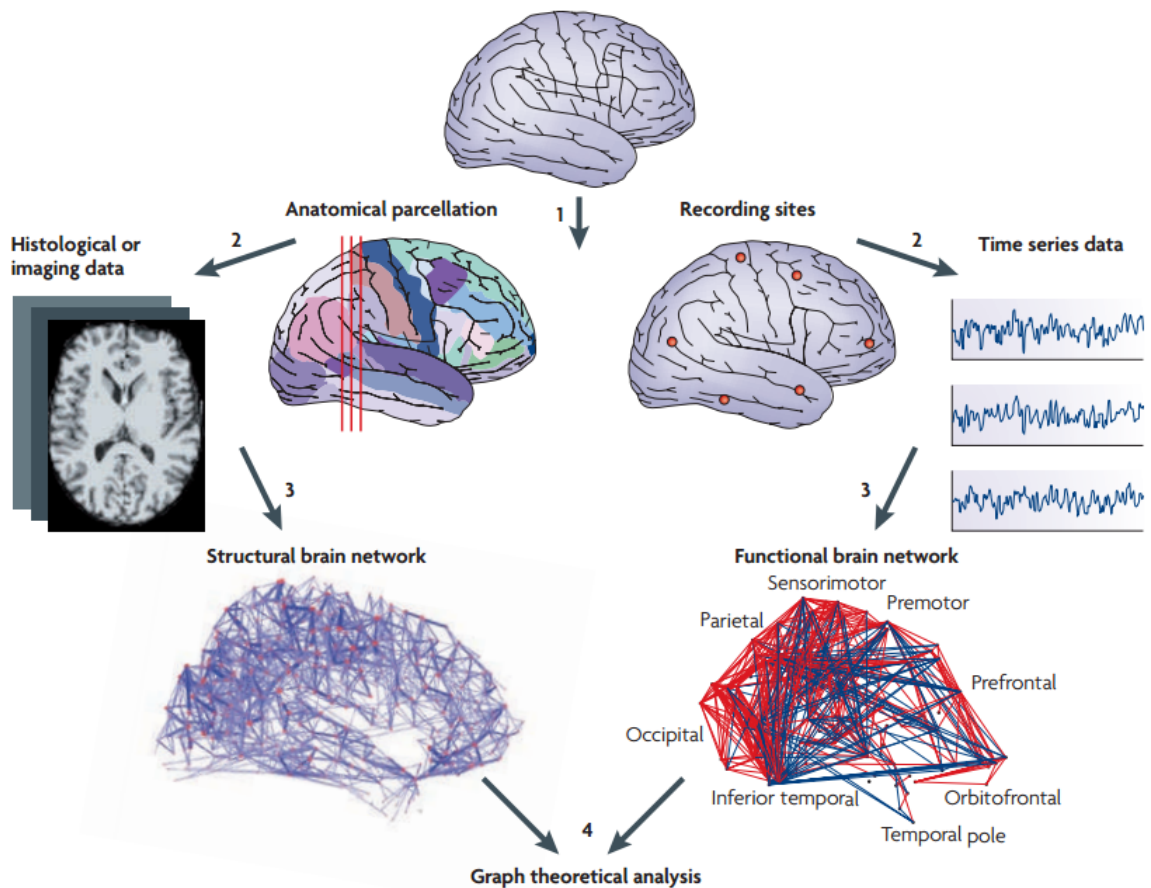 Anatomical parcellation
1
Recording sites
2
Histological or
imaging data
2
Time series data
3
3
Structural brain network
Functional brain network
Sensorimotor
Premotor
Parietal
Prefrontal
Occipital
Inferior temporal
Orbitofrontal
Temporal pole
4
Graph theoretical analysis